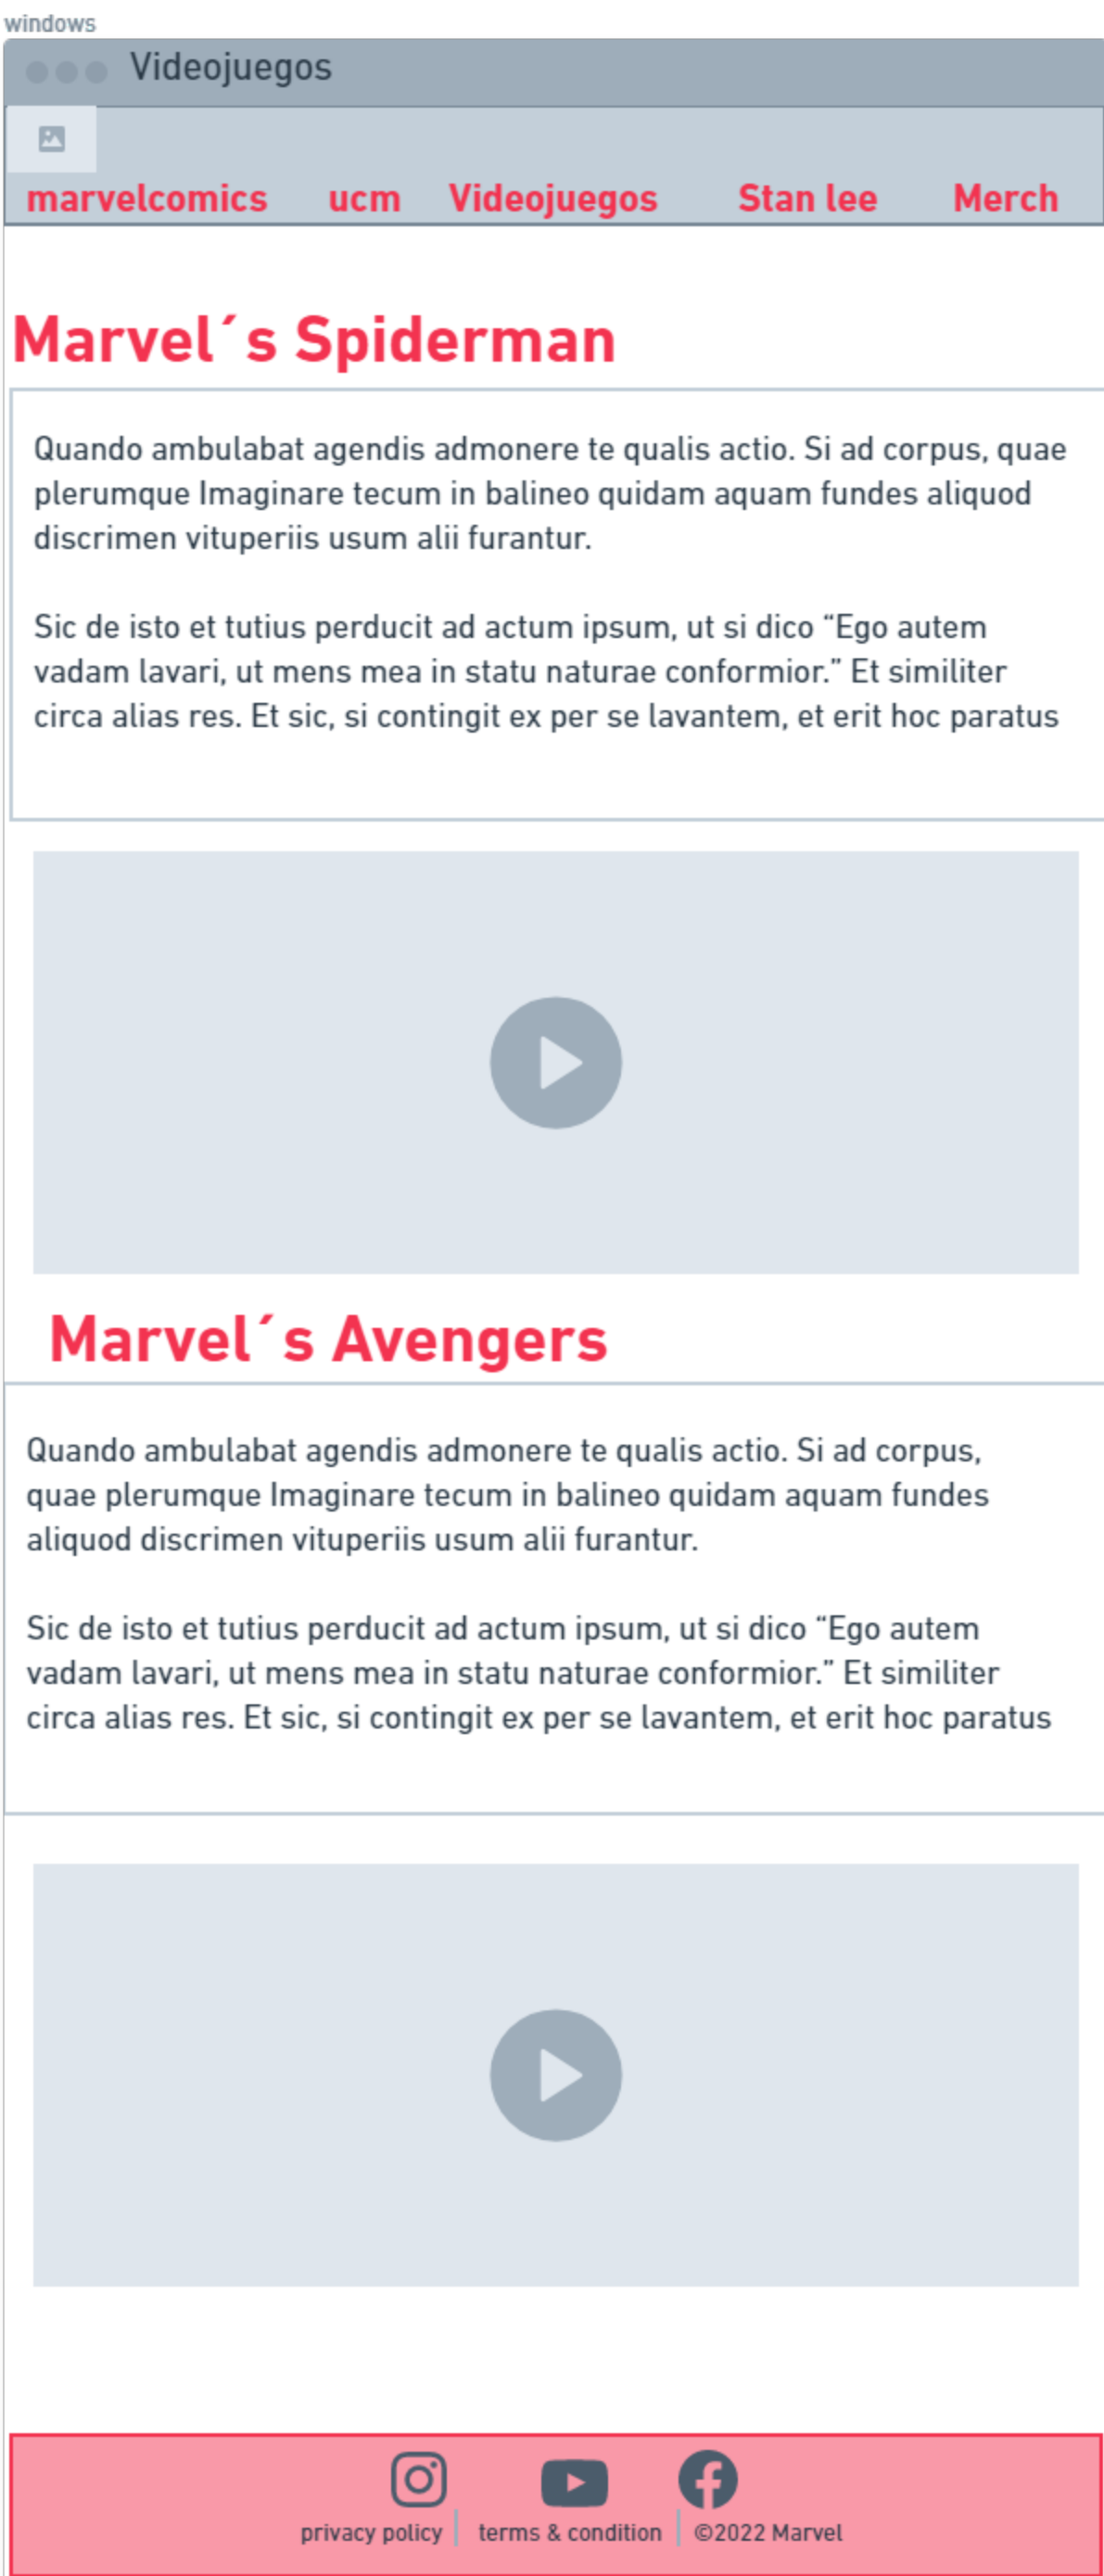 windows
Videojuegos
marvelcomics ucm Videojuegos Stan lee Merch
Marvel´s Spiderman
Quando ambulabat agendis admonere te qualis actio. Si ad corpus, quae
plerumque Imaginare tecum in balineo quidam aquam fundes aliquod
discrimen vituperiis usum alii furantur.
Sic de isto et tutius perducit ad actum ipsum, ut si dico “Ego autem
vadam lavari, ut mens mea in statu naturae conformior.” Et similiter
circa alias res. Et sic, si contingit ex per se lavantem, et erit hoc paratus
Marvel´s Avengers
Quando ambulabat agendis admonere te qualis actio. Si ad corpus,
quae plerumque Imaginare tecum in balineo quidam aquam fundes
aliquod discrimen vituperiis usum alii furantur.
Sic de isto et tutius perducit ad actum ipsum, ut si dico “Ego autem
vadam lavari, ut mens mea in statu naturae conformior.” Et similiter
circa alias res. Et sic, si contingit ex per se lavantem, et erit hoc paratus
privacy policy terms & condition ©2022 Marvel